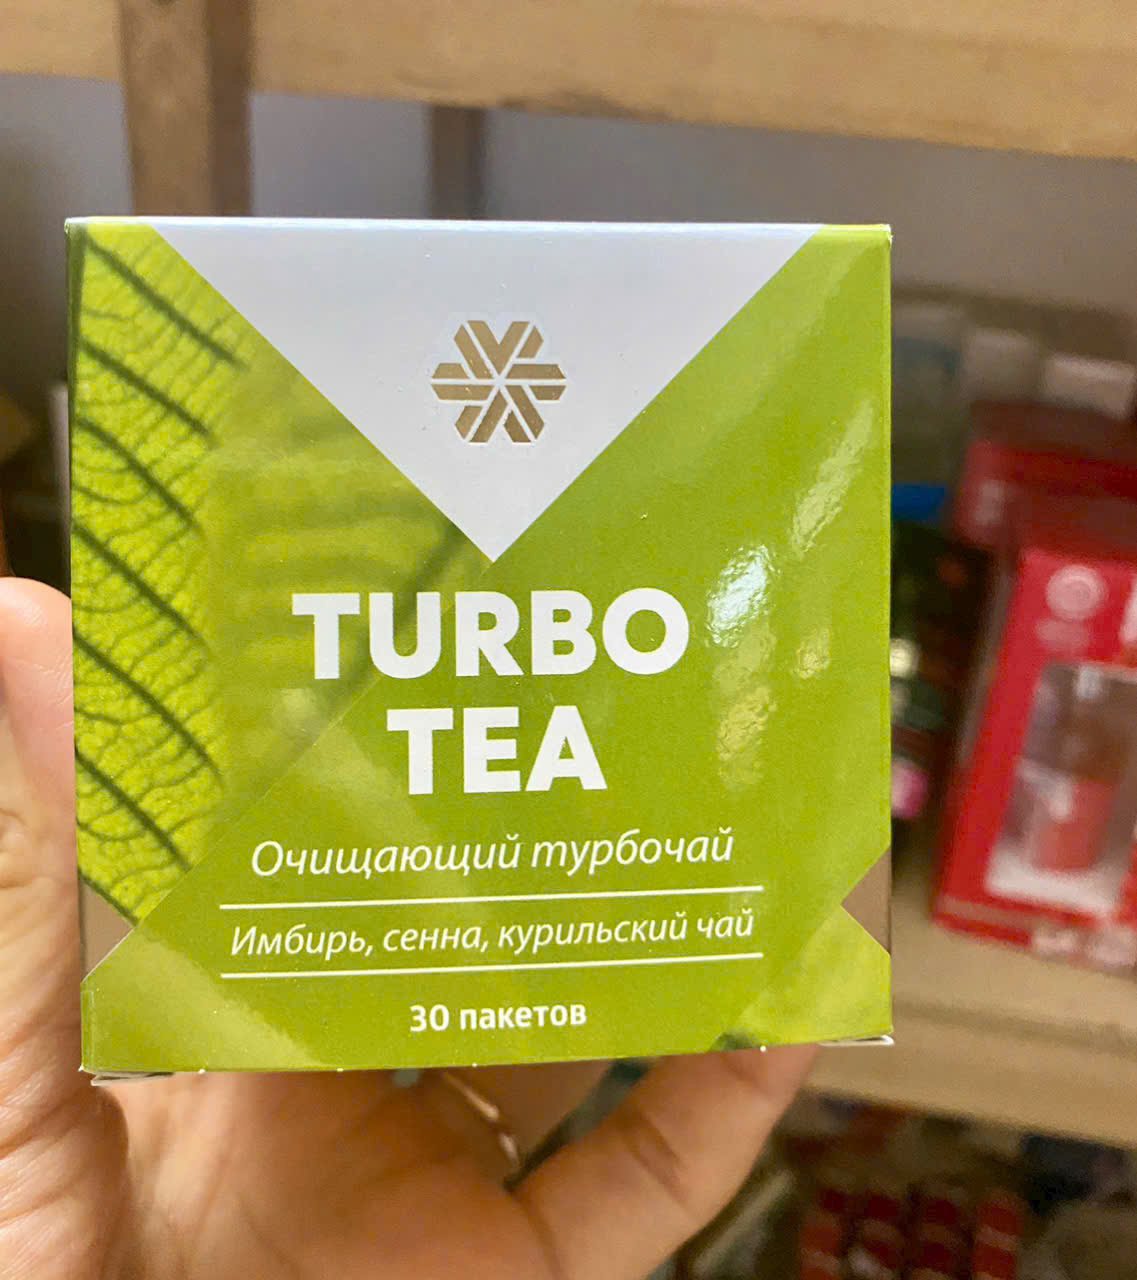 TURBO
TEA
Очищающий турбочай
Имбирь, сенна, курильский чай
30 пакетов